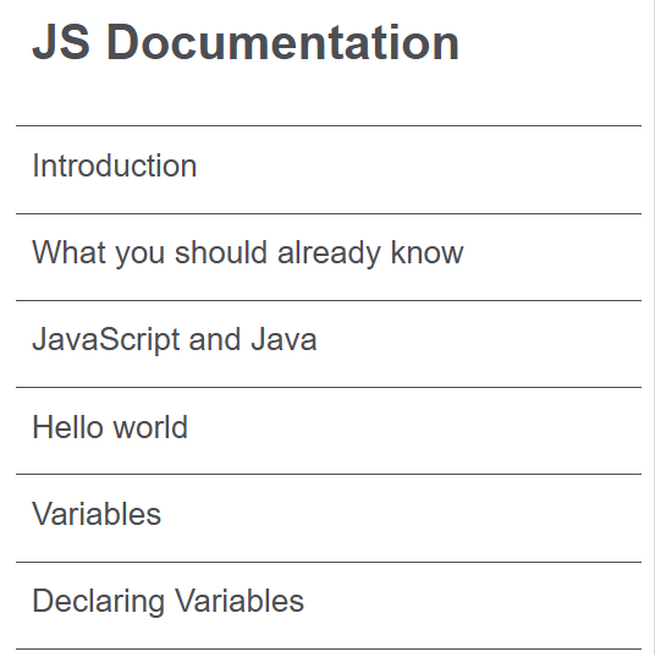 JS Documentation
Introduction
What you should already know
JavaScript and Java
Hello world
Variables
Declaring Variables